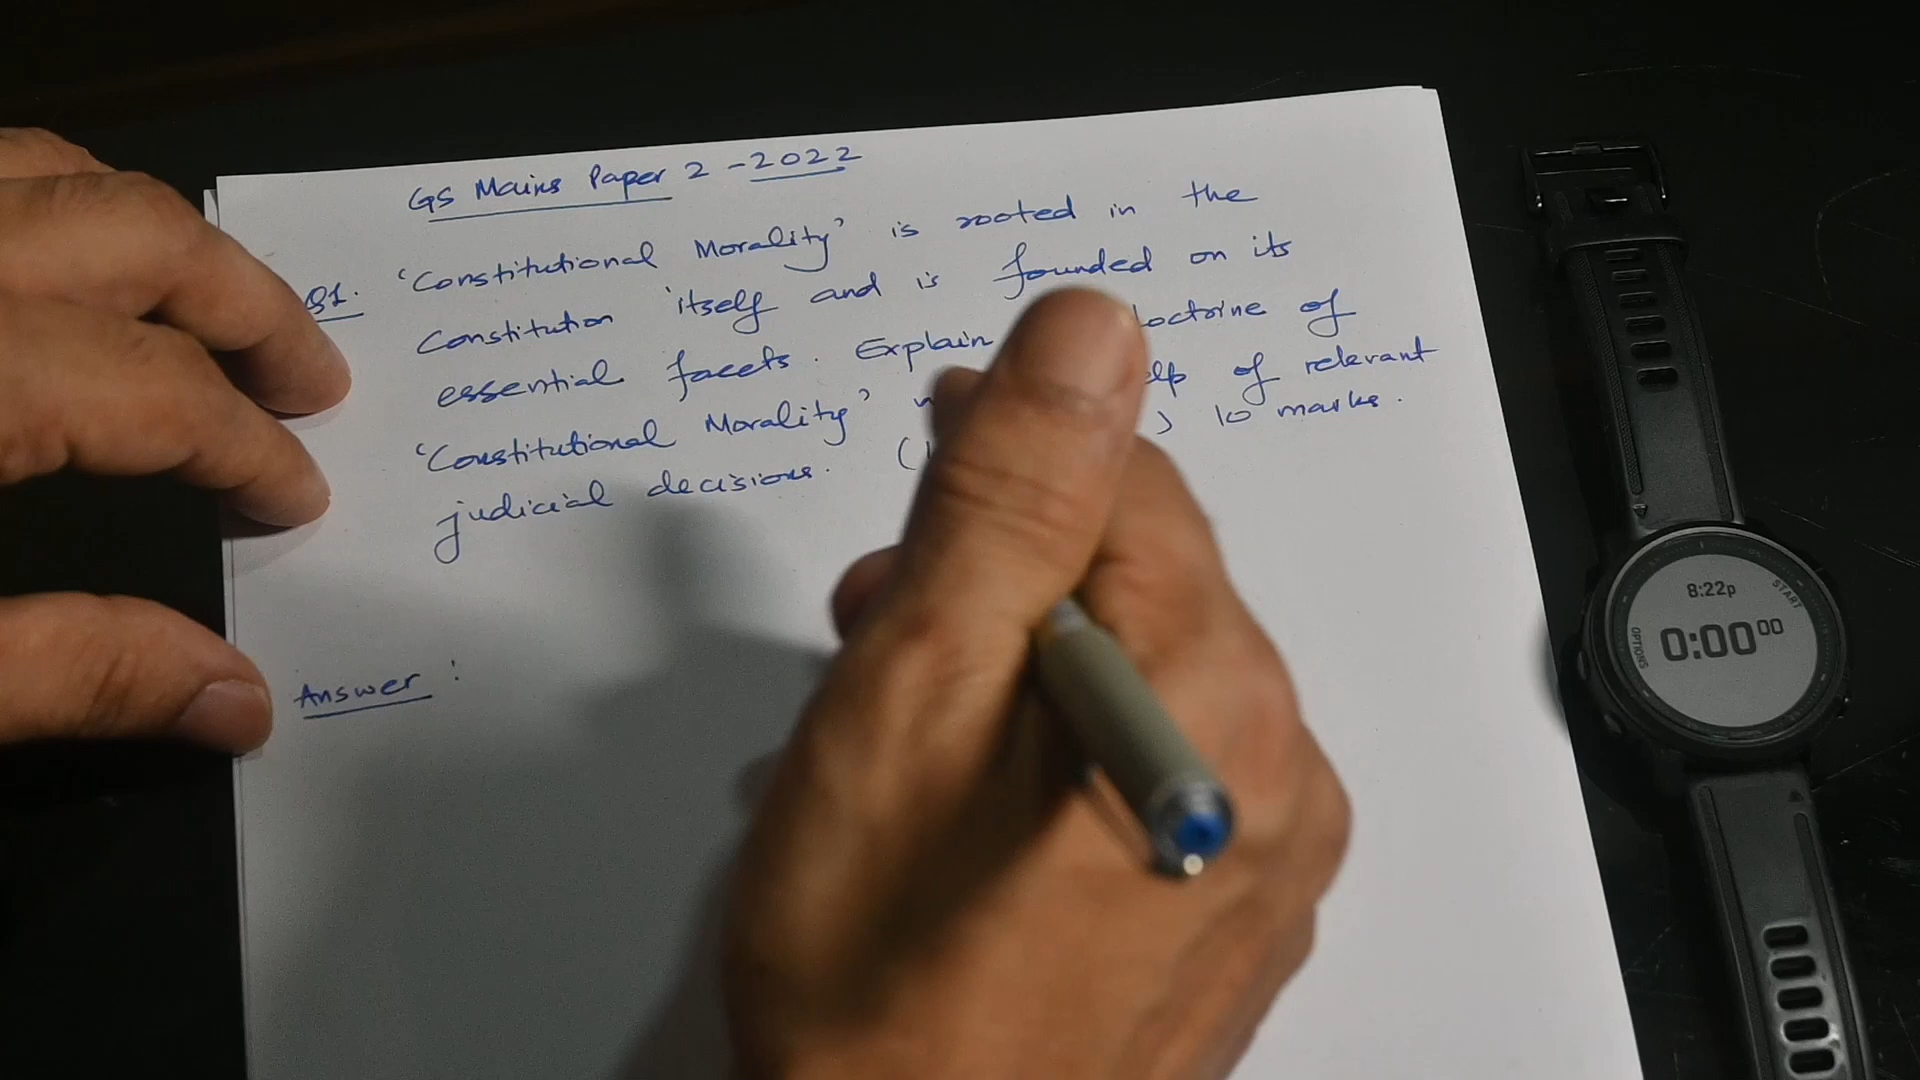 GS Mains Paper 2 - 2022
Q1. 'Constitutional Morality' is rooted in the
Constitution itself and is founded on its
essential facets. Explain doctrine of
'Constitutional Morality' of relevant
judicial decisions. ( ) 10 marks.
Answer :
8:22p
START
OPTIONS
0:00 00